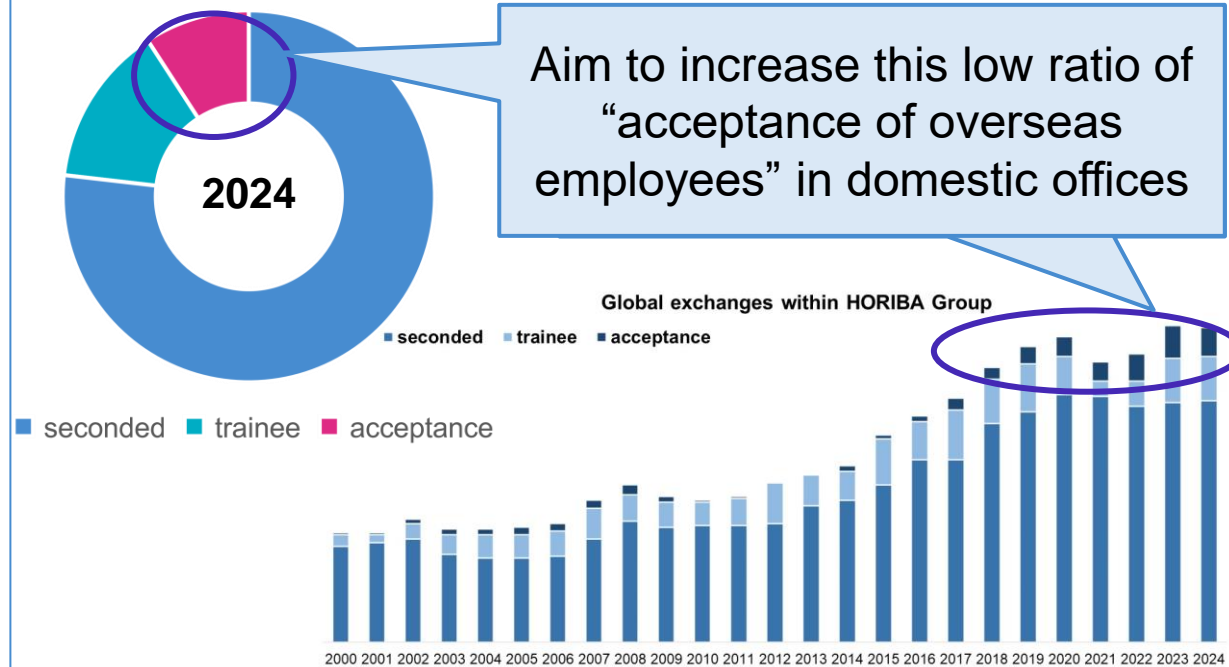 2024
Aim to increase this low ratio of
“acceptance of overseas
employees” in domestic offices
seconded trainee acceptance
Global exchanges within HORIBA Group
seconded trainee acceptance
2000 2001 2002 2003 2004 2005 2006 2007 2008 2009 2010 2011 2012 2013 2014 2015 2016 2017 2018 2019 2020 2021 2022 2023 2024